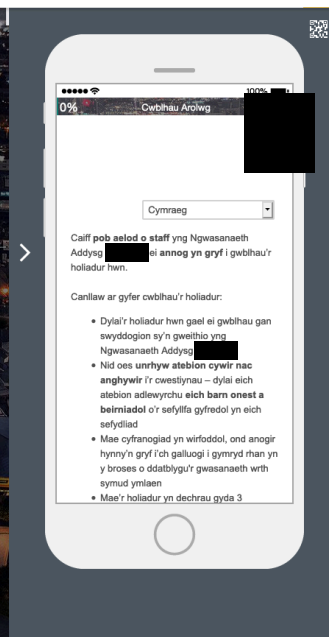 100%
0% Cwblhau Arolwg
Cymraeg
Caiff pob aelod o staff yng Ngwasanaeth
Addysg ei annog yn gryf i gwblhau'r
holiadur hwn.
Canllaw ar gyfer cwblhau'r holiadur:
• Dylai'r holiadur hwn gael ei gwblhau gan
swyddogion sy'n gweithio yng
Ngwasanaeth Addysg
• Nid oes unrhyw atebion cywir nac
anghywir i'r cwestiynau – dylai eich
atebion adlewyrchu eich barn onest a
beirniadol o'r sefyllfa gyfredol yn eich
sefydliad
• Mae cyfranogiad yn wirfoddol, ond anogir
hynny'n gryf i'ch galluogi i gymryd rhan yn
y broses o ddatblygu'r gwasanaeth wrth
symud ymlaen
• Mae'r holiadur yn dechrau gyda 3